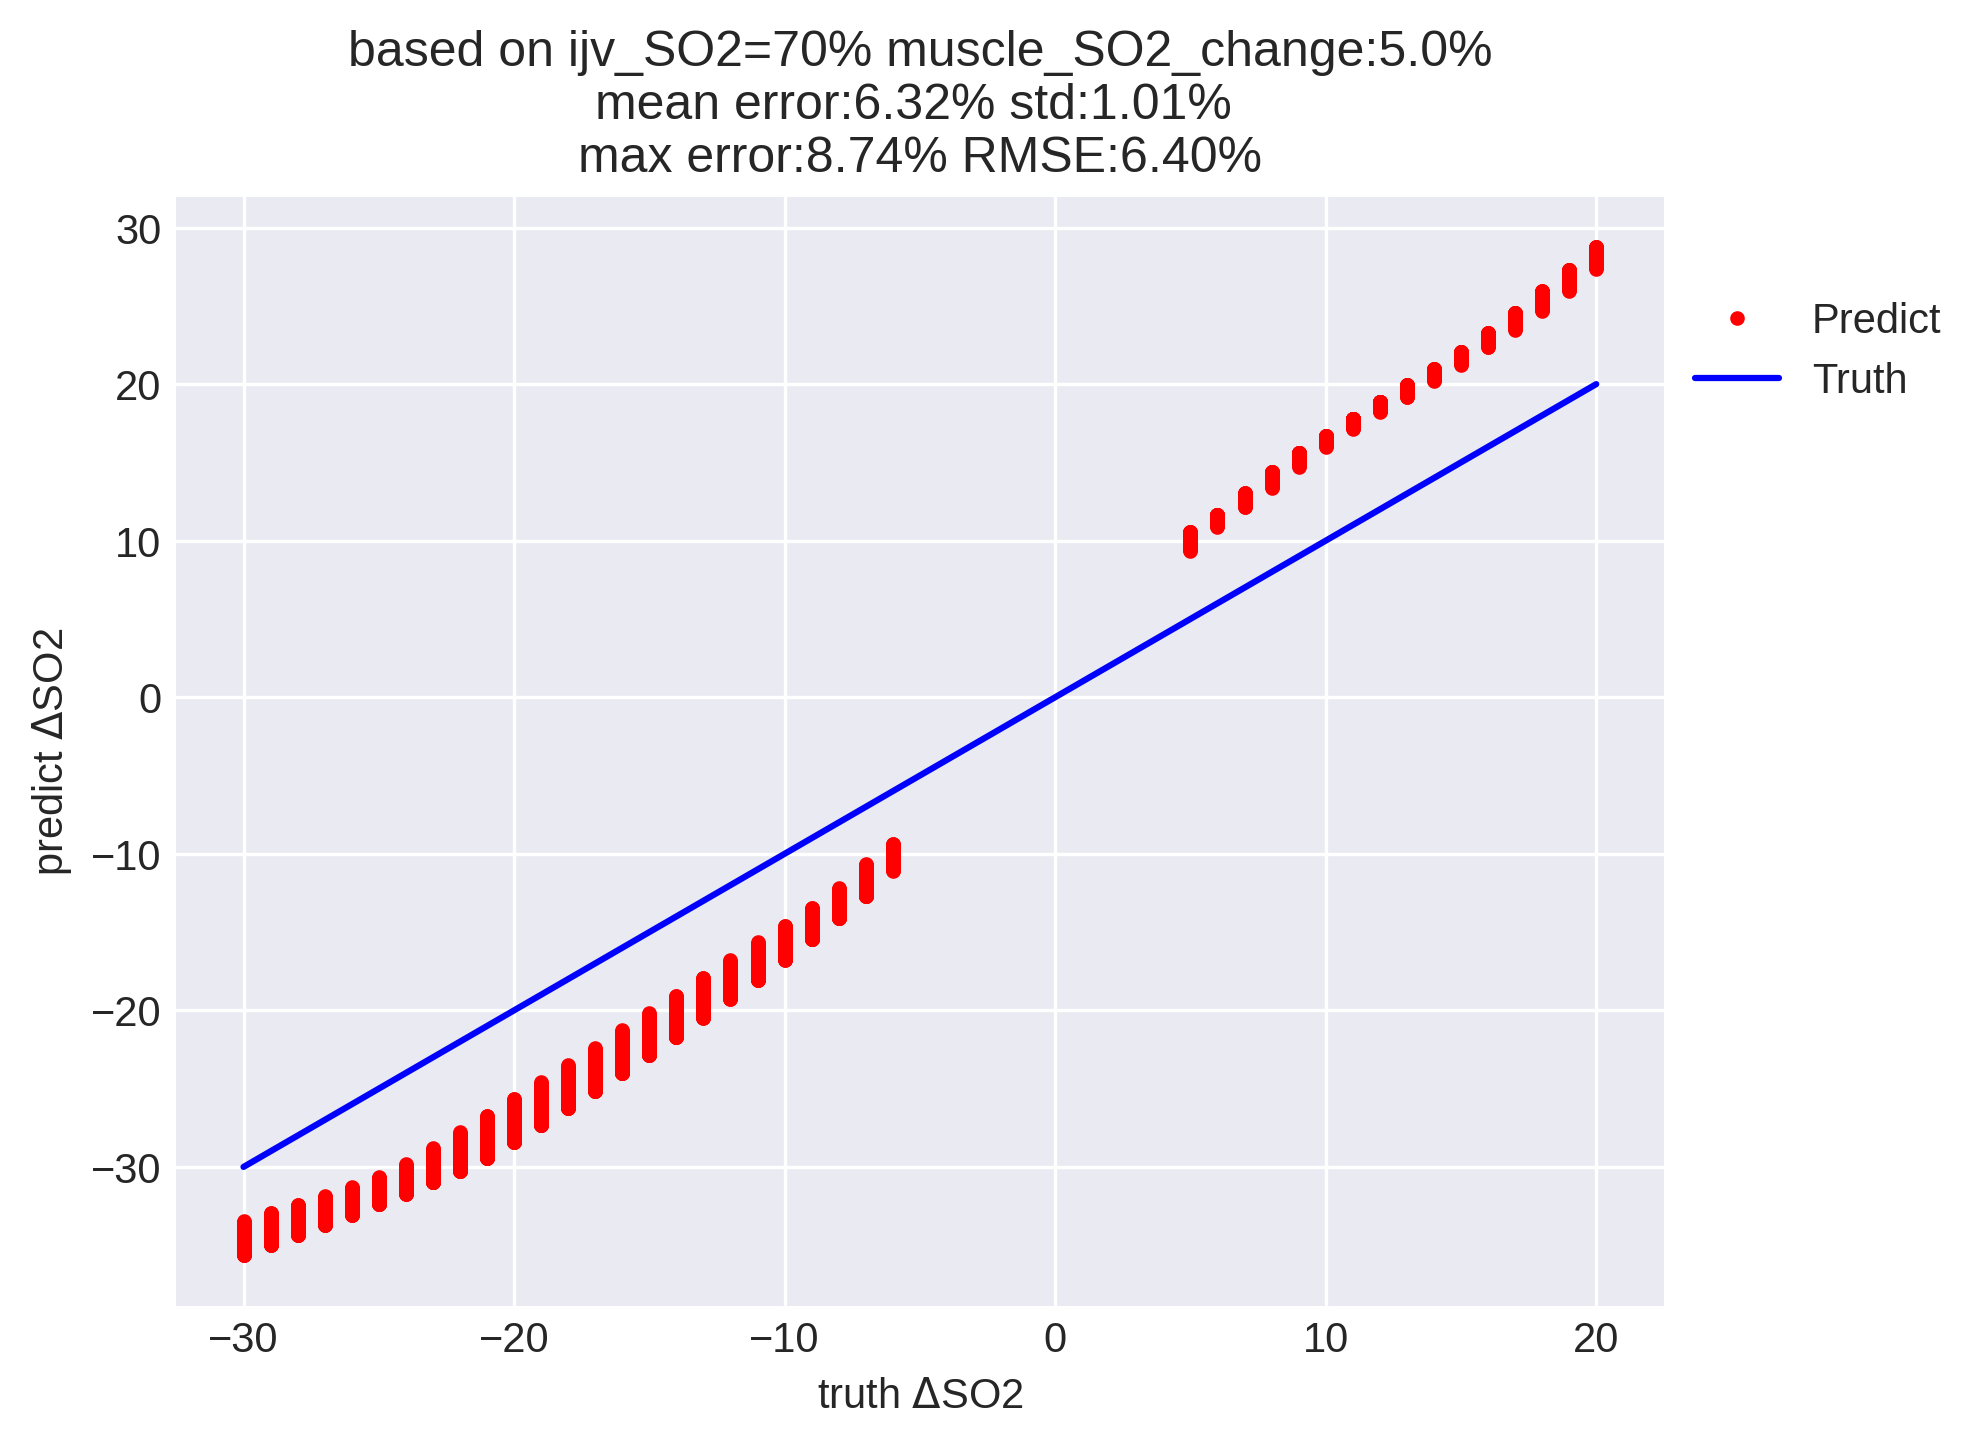 based on ijv_SO2=70% muscle_SO2_change:5.0%
mean error:6.32% std:1.01%
max error:8.74% RMSE:6.40%
30
20
10
0
−10
−20
−30
predict ΔSO2
−30
−20
−10
0
10
20
truth ΔSO2
Predict
Truth